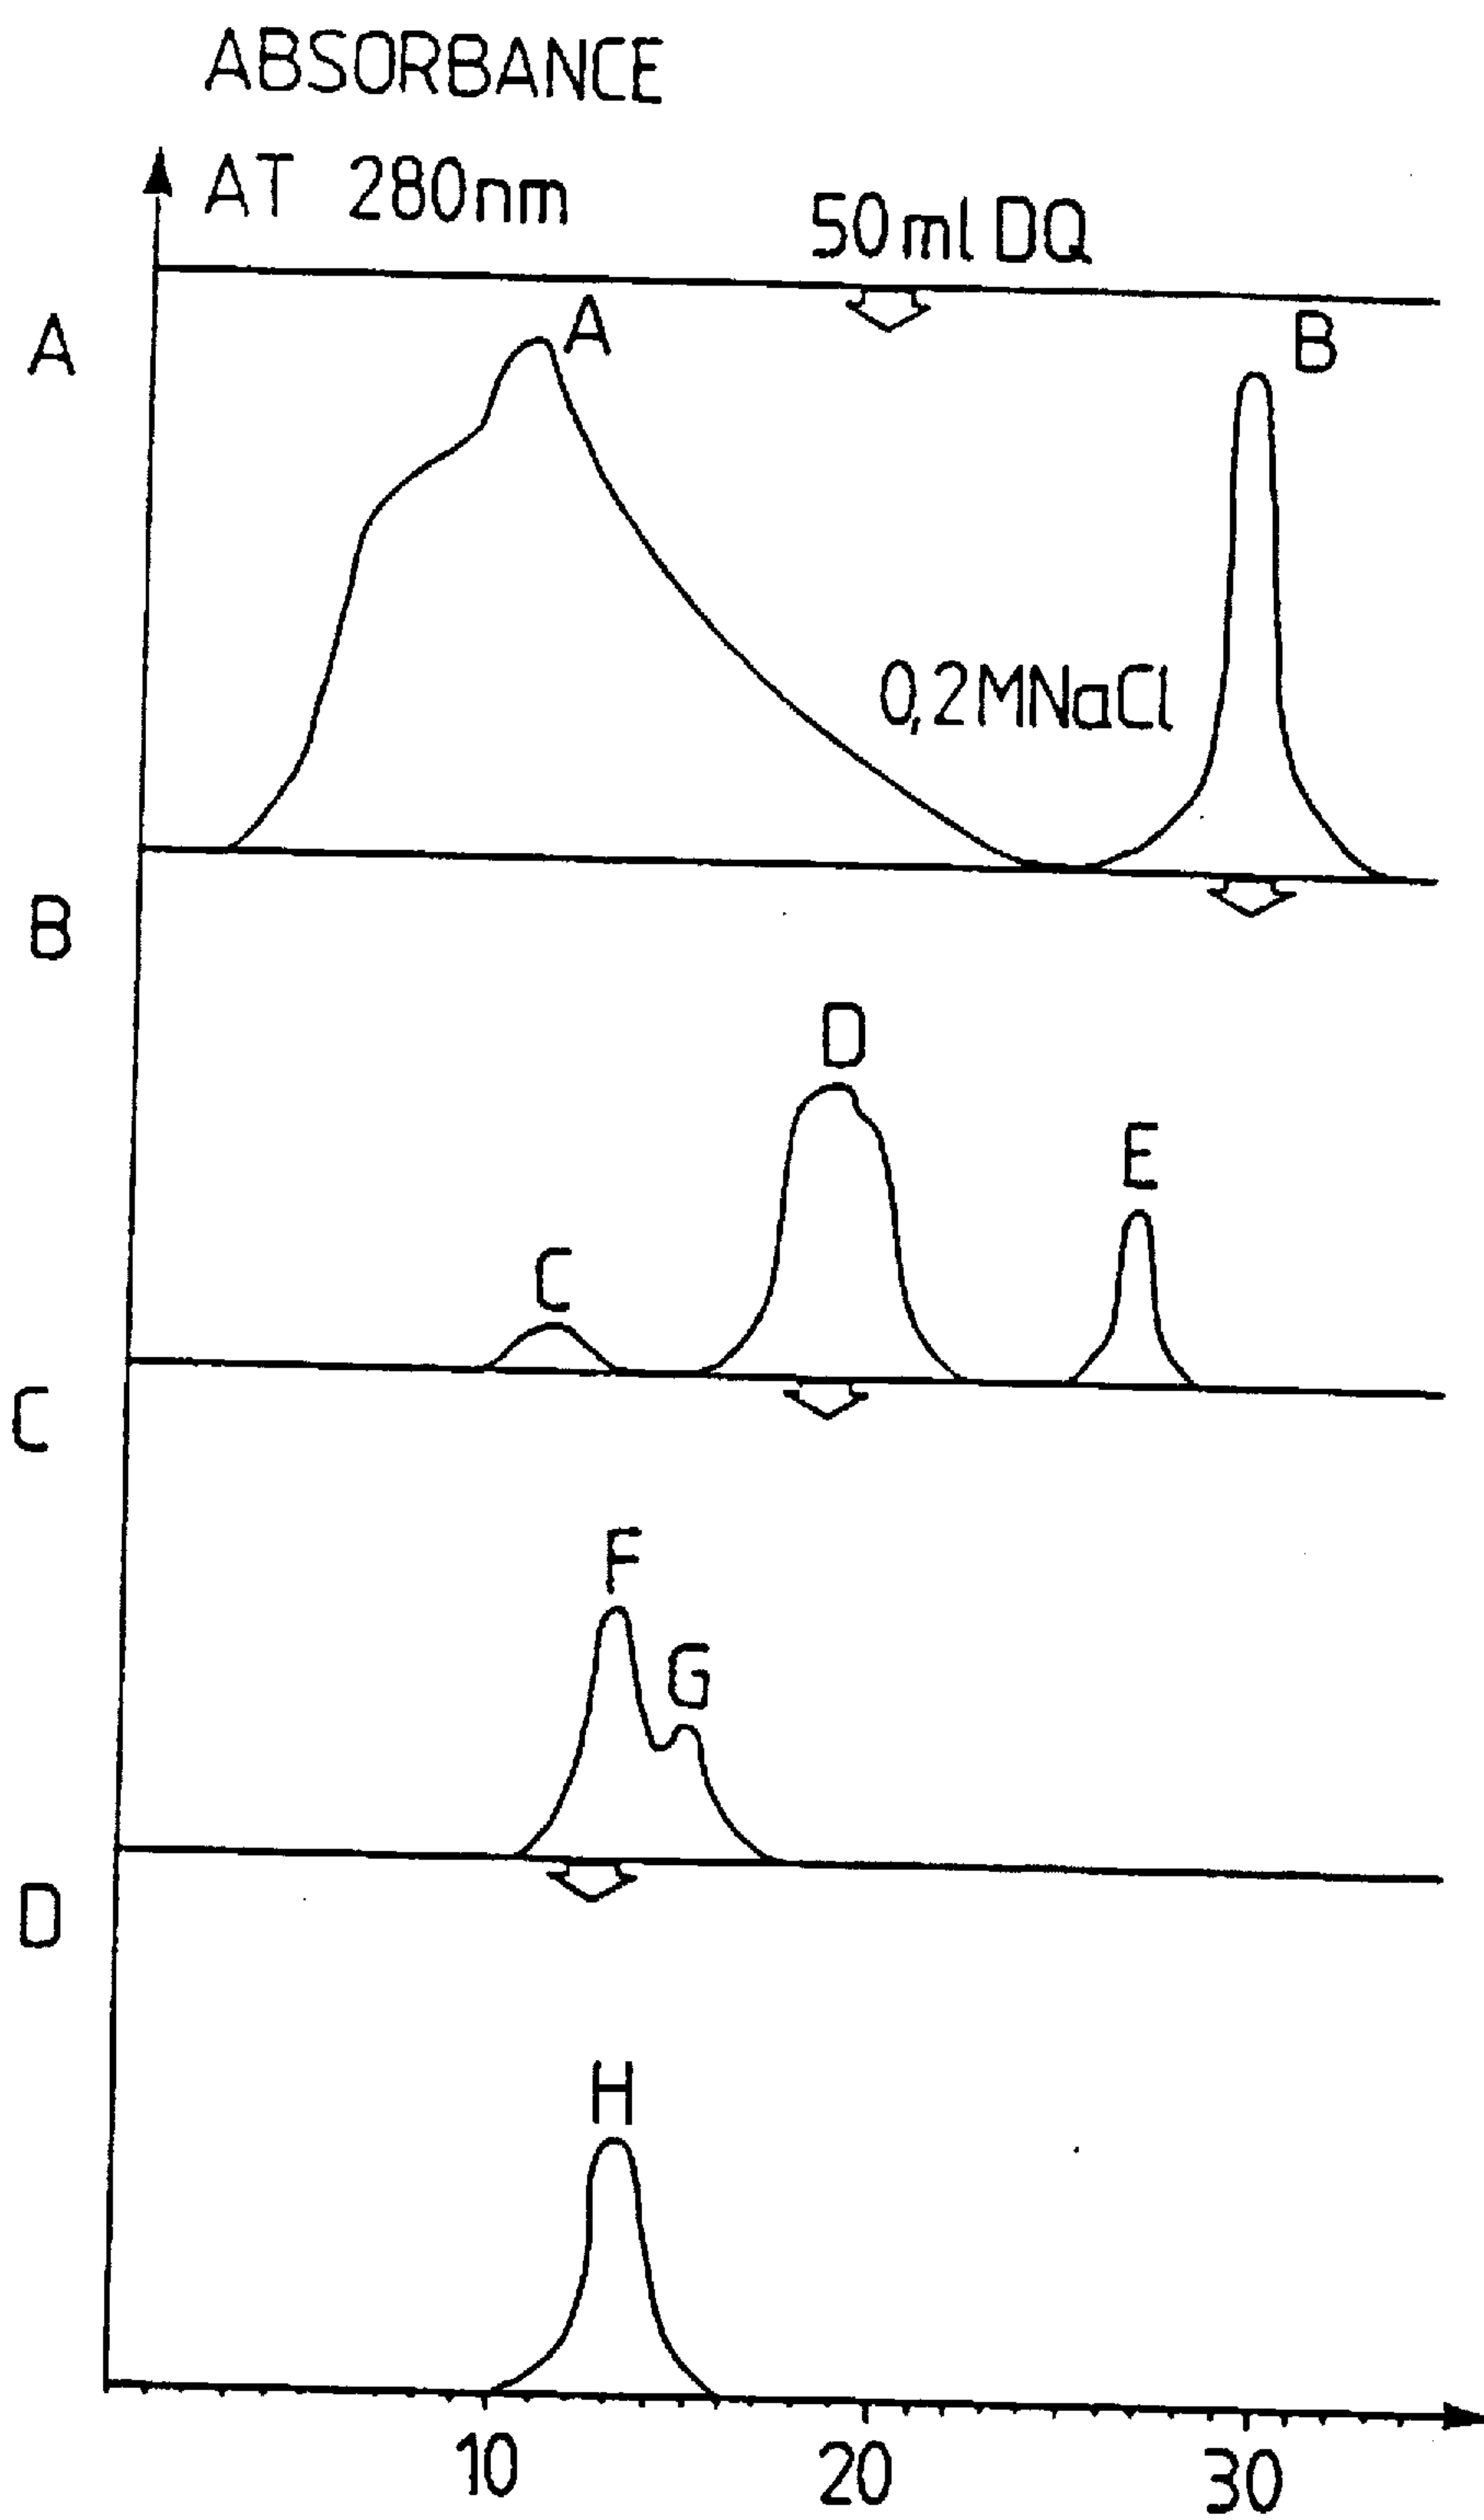 ABSORBANCE
AT 280nm
50ml DQ
A
A
B
0,2MNaCl
B
D
E
C
C
F
G
D
H
10 20 30